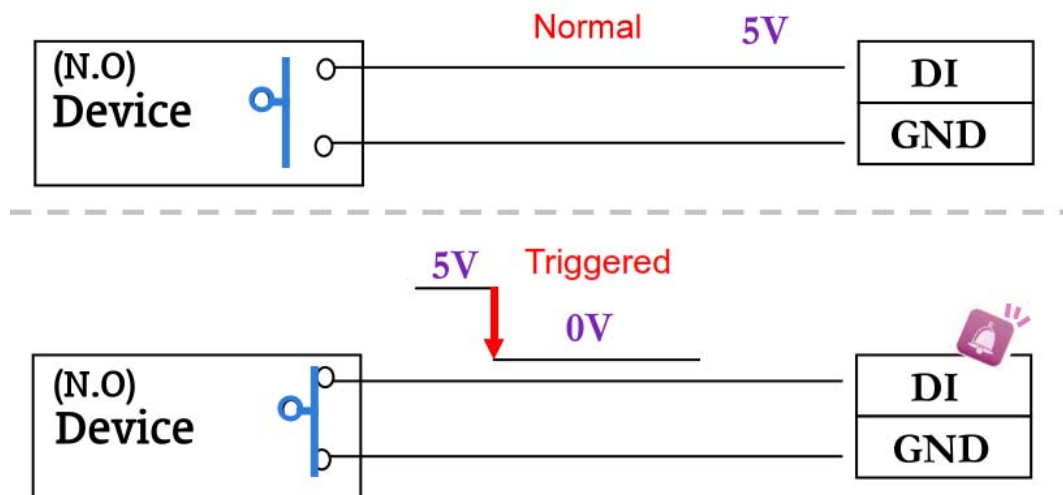 Normal 5V
(N.O)
Device
DI
GND
5V Triggered
0V
(N.O)
Device
DI
GND